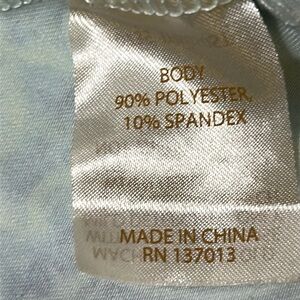 BODY
90% POLYESTER,
10% SPANDEX
MADE IN CHINA
RN 137013